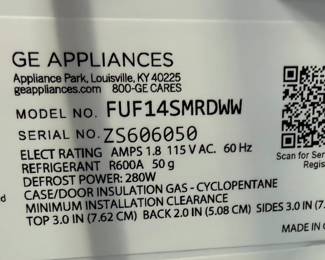 GE APPLIANCES
Appliance Park, Louisville, KY 40225
geappliances.com 800-GE CARES
MODEL NO. FUF14SMRDWW
SERIAL NO. ZS606050
ELECT RATING AMPS 1.8 115 V AC. 60 Hz
REFRIGERANT R600A 50 g
DEFROST POWER: 280W
CASE/DOOR INSULATION GAS - CYCLOPENTANE
MINIMUM INSTALLATION CLEARANCE
TOP 3.0 IN (7.62 CM) BACK 2.0 IN (5.08 CM) SIDES 3.0 IN (7.
Scan for Serv
Regis
MADE IN